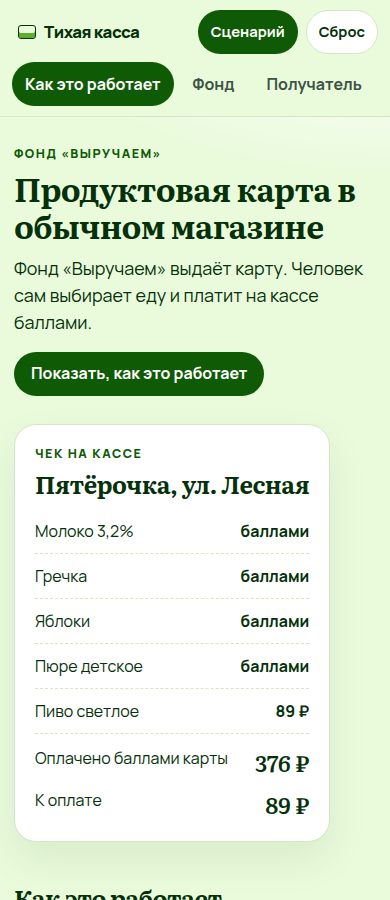 Тихая касса
Сценарий
Сброс
Как это работает
Фонд
Получатель
ФОНД «ВЫРУЧАЕМ»
Продуктовая карта в
обычном магазине
Фонд «Выручаем» выдаёт карту. Человек
сам выбирает еду и платит на кассе
баллами.
Показать, как это работает
ЧЕК НА КАССЕ
Пятёрочка, ул. Лесная
Молоко 3,2% баллами
Гречка баллами
Яблоки баллами
Пюре детское баллами
Пиво светлое 89 ₽
Оплачено баллами карты 376 ₽
К оплате 89 ₽
Как это работает